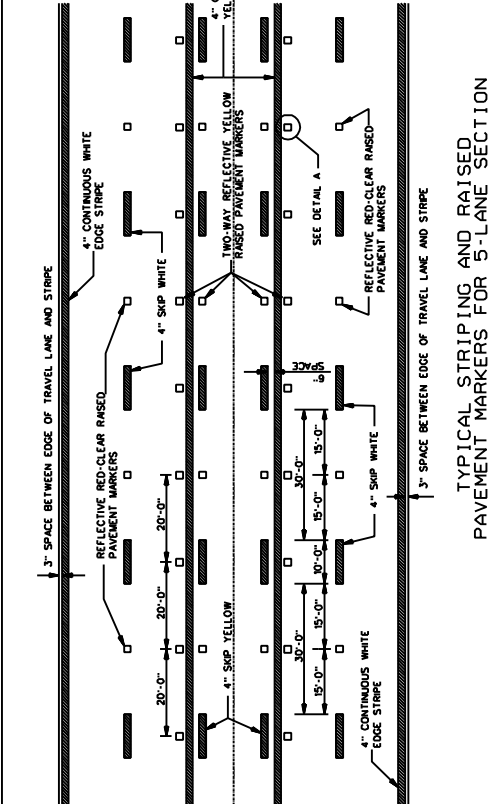 3" SPACE BETWEEN EDGE OF TRAVEL LANE AND STRIPE
4" CONTINUOUS WHITE
EDGE STRIPE
REFLECTIVE RED-CLEAR RAISED
PAVEMENT MARKERS
4" SKIP WHITE
20'-0"
20'-0"
20'-0"
4" SKIP YELLOW
TWO-WAY REFLECTIVE YELLOW
RAISED PAVEMENT MARKERS
6"
SPACE
SEE DETAIL A
30'-0"
30'-0"
15'-0"
15'-0"
10'-0"
15'-0"
15'-0"
4" SKIP WHITE
REFLECTIVE RED-CLEAR RAISED
PAVEMENT MARKERS
4" CONTINUOUS WHITE
EDGE STRIPE
3" SPACE BETWEEN EDGE OF TRAVEL LANE AND STRIPE
TYPICAL STRIPING AND RAISED
PAVEMENT MARKERS FOR 5-LANE SECTION